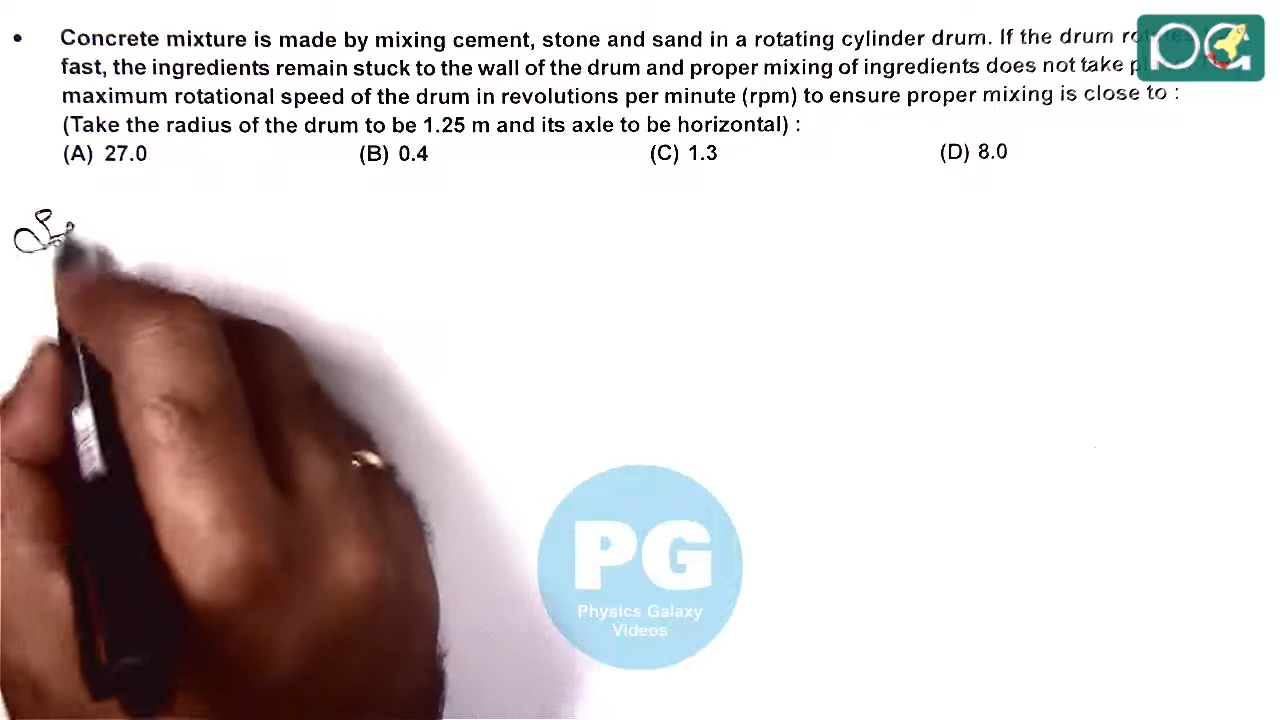 • Concrete mixture is made by mixing cement, stone and sand in a rotating cylinder drum. If the drum
fast, the ingredients remain stuck to the wall of the drum and proper mixing of ingredients does not take
maximum rotational speed of the drum in revolutions per minute (rpm) to ensure proper mixing is close to :
(Take the radius of the drum to be 1.25 m and its axle to be horizontal) :
(A) 27.0 (B) 0.4 (C) 1.3 (D) 8.0
PG
Physics Galaxy
Videos